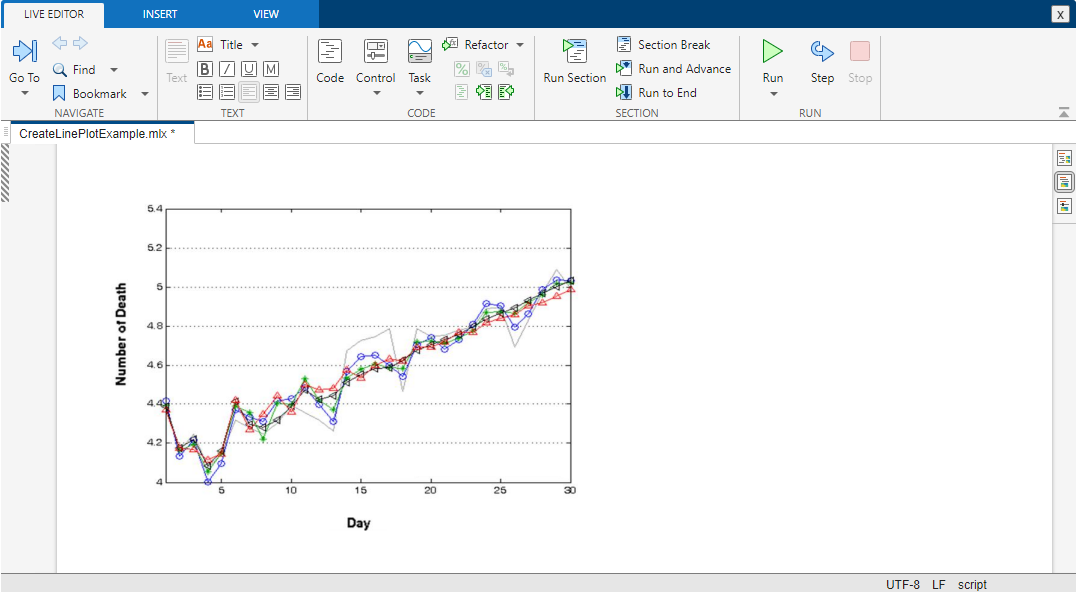 LIVE EDITOR INSERT VIEW X
Go To
Find
Bookmark
NAVIGATE
Text
Aa Title
B I U M
TEXT
Code Control Task
Refactor
CODE
Run Section
Section Break
Run and Advance
Run to End
SECTION
Run Step Stop
RUN
CreateLinePlotExample.mlx *
5.4
5.2
5
4.8
4.6
4.4
4.2
4
Number of Death
5 10 15 20 25 30
Day
UTF-8 LF script